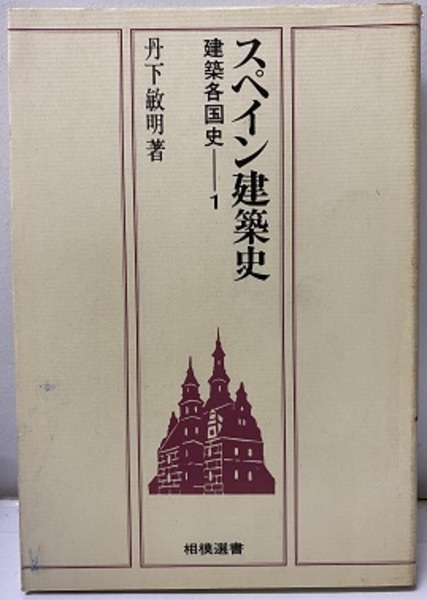 スペイン建築史
建築各国史——1
丹下敏明著
相模選書